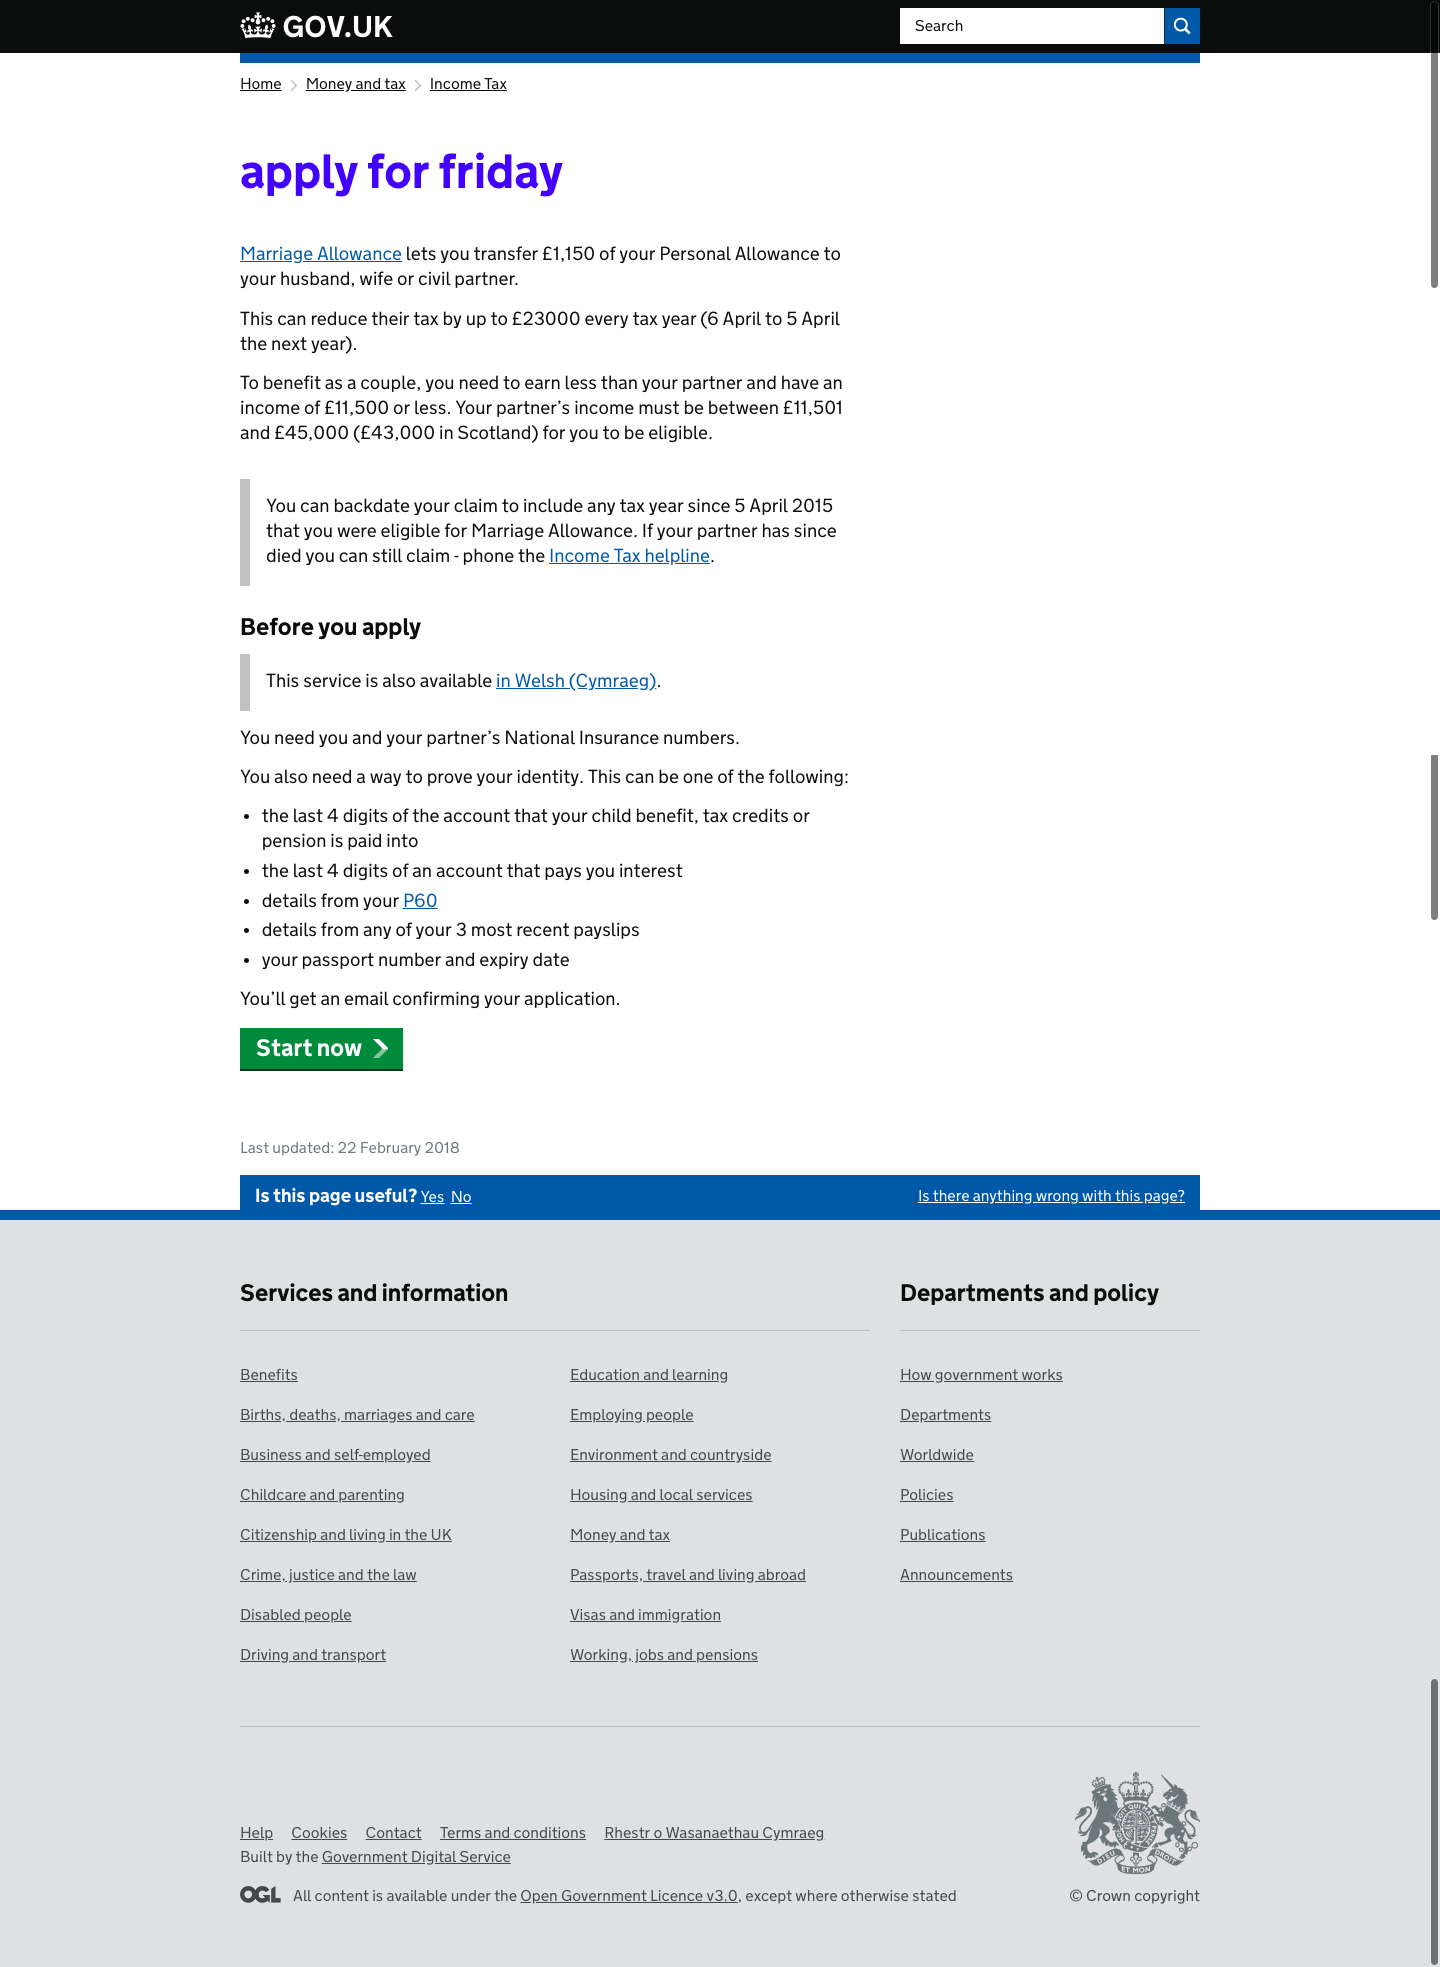 GOV.UK
Search
Home Money and tax Income Tax
apply for friday
Marriage Allowance lets you transfer £1,150 of your Personal Allowance to
your husband, wife or civil partner.
This can reduce their tax by up to £23000 every tax year (6 April to 5 April
the next year).
To benefit as a couple, you need to earn less than your partner and have an
income of £11,500 or less. Your partner’s income must be between £11,501
and £45,000 (£43,000 in Scotland) for you to be eligible.
You can backdate your claim to include any tax year since 5 April 2015
that you were eligible for Marriage Allowance. If your partner has since
died you can still claim - phone the Income Tax helpline.
Before you apply
This service is also available in Welsh (Cymraeg).
You need you and your partner’s National Insurance numbers.
You also need a way to prove your identity. This can be one of the following:
• the last 4 digits of the account that your child benefit, tax credits or
pension is paid into
• the last 4 digits of an account that pays you interest
• details from your P60
• details from any of your 3 most recent payslips
• your passport number and expiry date
You’ll get an email confirming your application.
Start now
Last updated: 22 February 2018
Is this page useful? Yes No
Is there anything wrong with this page?
Services and information
Benefits
Births, deaths, marriages and care
Business and self-employed
Childcare and parenting
Citizenship and living in the UK
Crime, justice and the law
Disabled people
Driving and transport
Education and learning
Employing people
Environment and countryside
Housing and local services
Money and tax
Passports, travel and living abroad
Visas and immigration
Working, jobs and pensions
Departments and policy
How government works
Departments
Worldwide
Policies
Publications
Announcements
Help Cookies Contact Terms and conditions Rhestr o Wasanaethau Cymraeg
Built by the Government Digital Service
OGL All content is available under the Open Government Licence v3.0, except where otherwise stated
DIEU ET MON DROIT
© Crown copyright